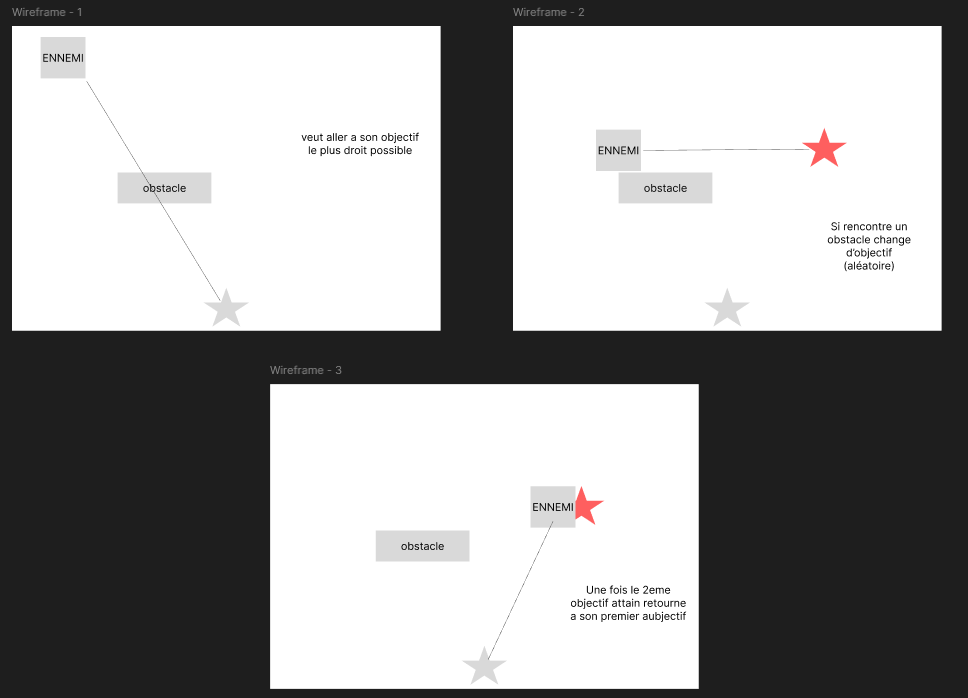 Wireframe - 1
ENNEMI
veut aller a son objectif
le plus droit possible
obstacle
Wireframe - 2
ENNEMI
obstacle
Si rencontre un
obstacle change
d'objectif
(aléatoire)
Wireframe - 3
ENNEMI
obstacle
Une fois le 2eme
objectif attain retourne
a son premier aubjectif